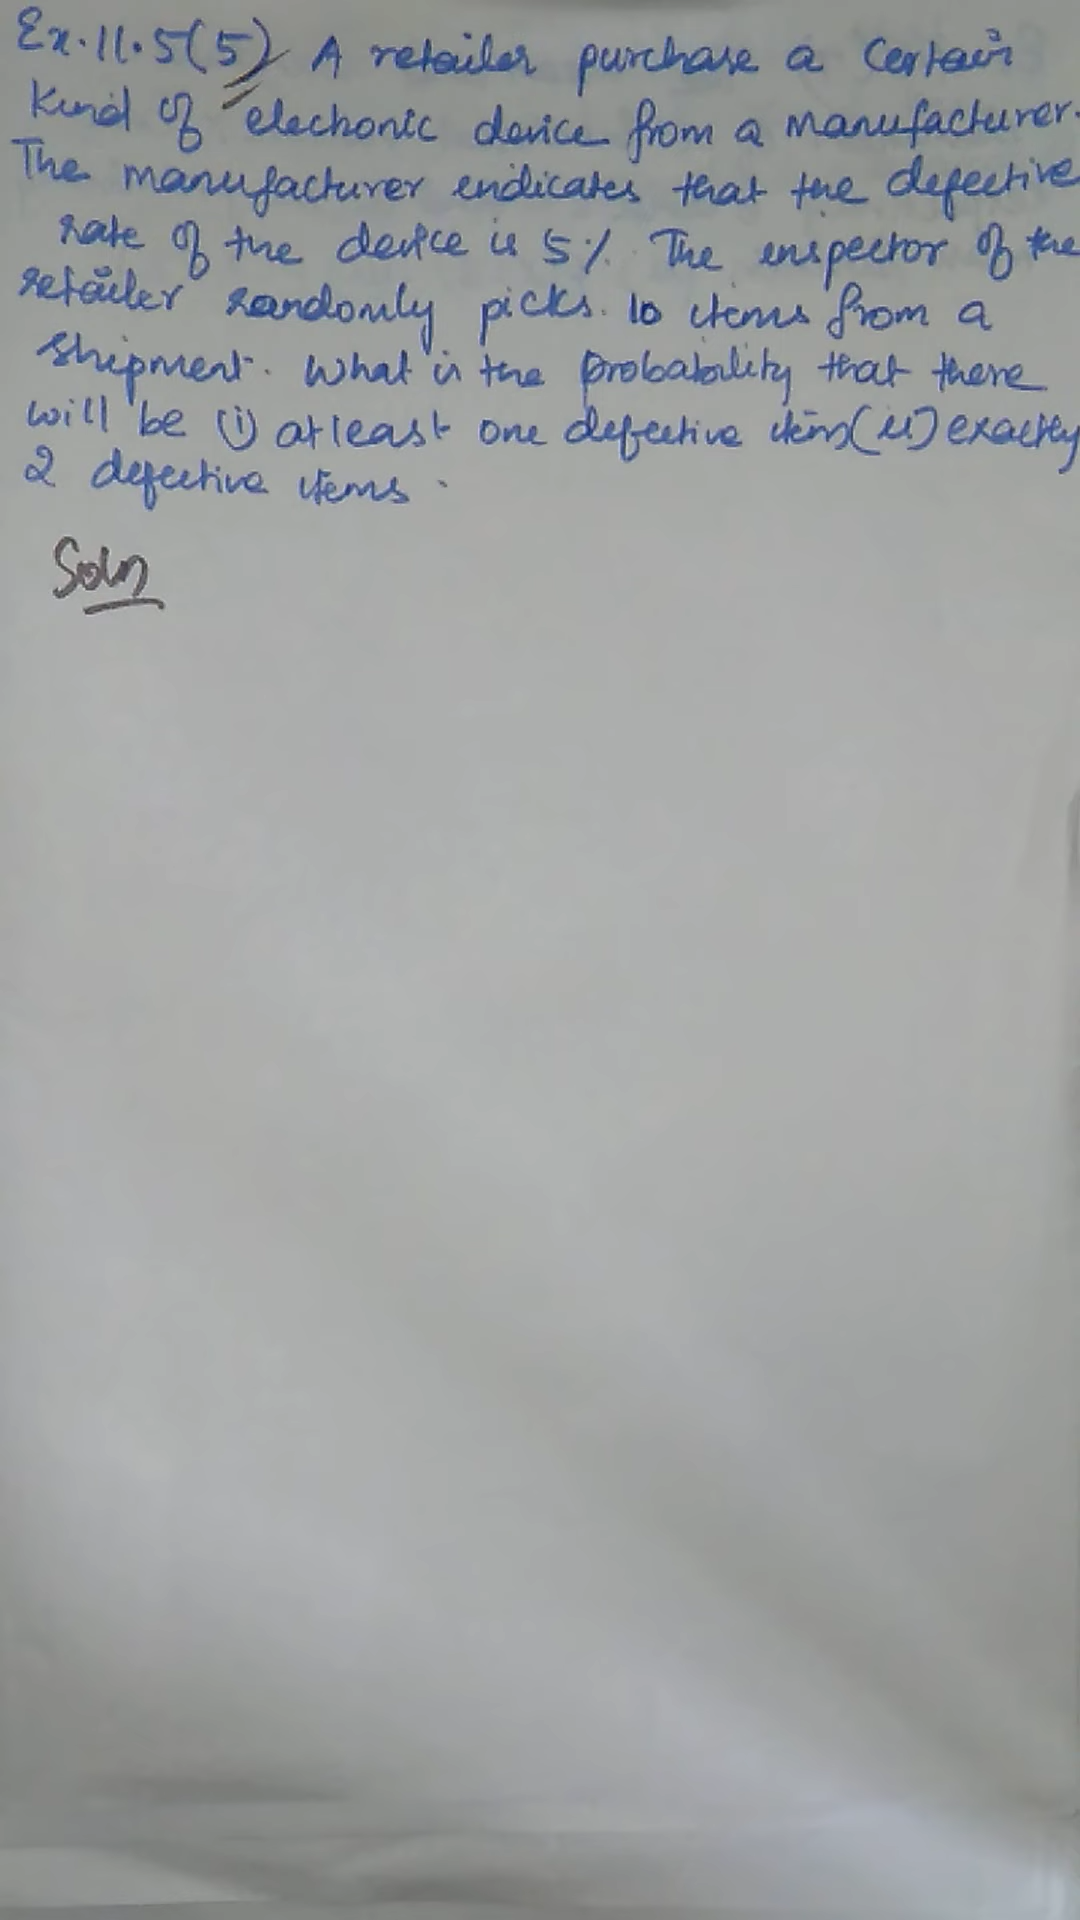 Ex.11.5(5) A retailer purchase a certain
Kind of electronic device from a manufacturer.
The manufacturer endicates that the defective
rate of the device is 5%. The enspector of the
retailer randomly picks. 10 items from a
shipment. What is the probability that there
will be (i) atleast one defective item (ii) exactly
2 defective items.
Soln